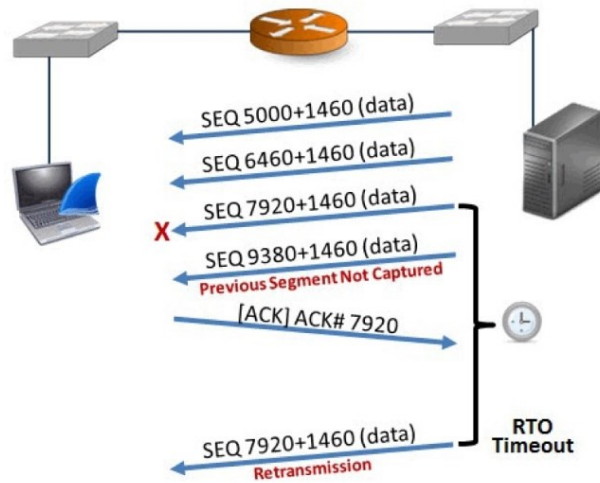 SEQ 5000+1460 (data)
SEQ 6460+1460 (data)
SEQ 7920+1460 (data)
X
SEQ 9380+1460 (data)
Previous Segment Not Captured
[ACK] ACK# 7920
RTO
Timeout
SEQ 7920+1460 (data)
Retransmission